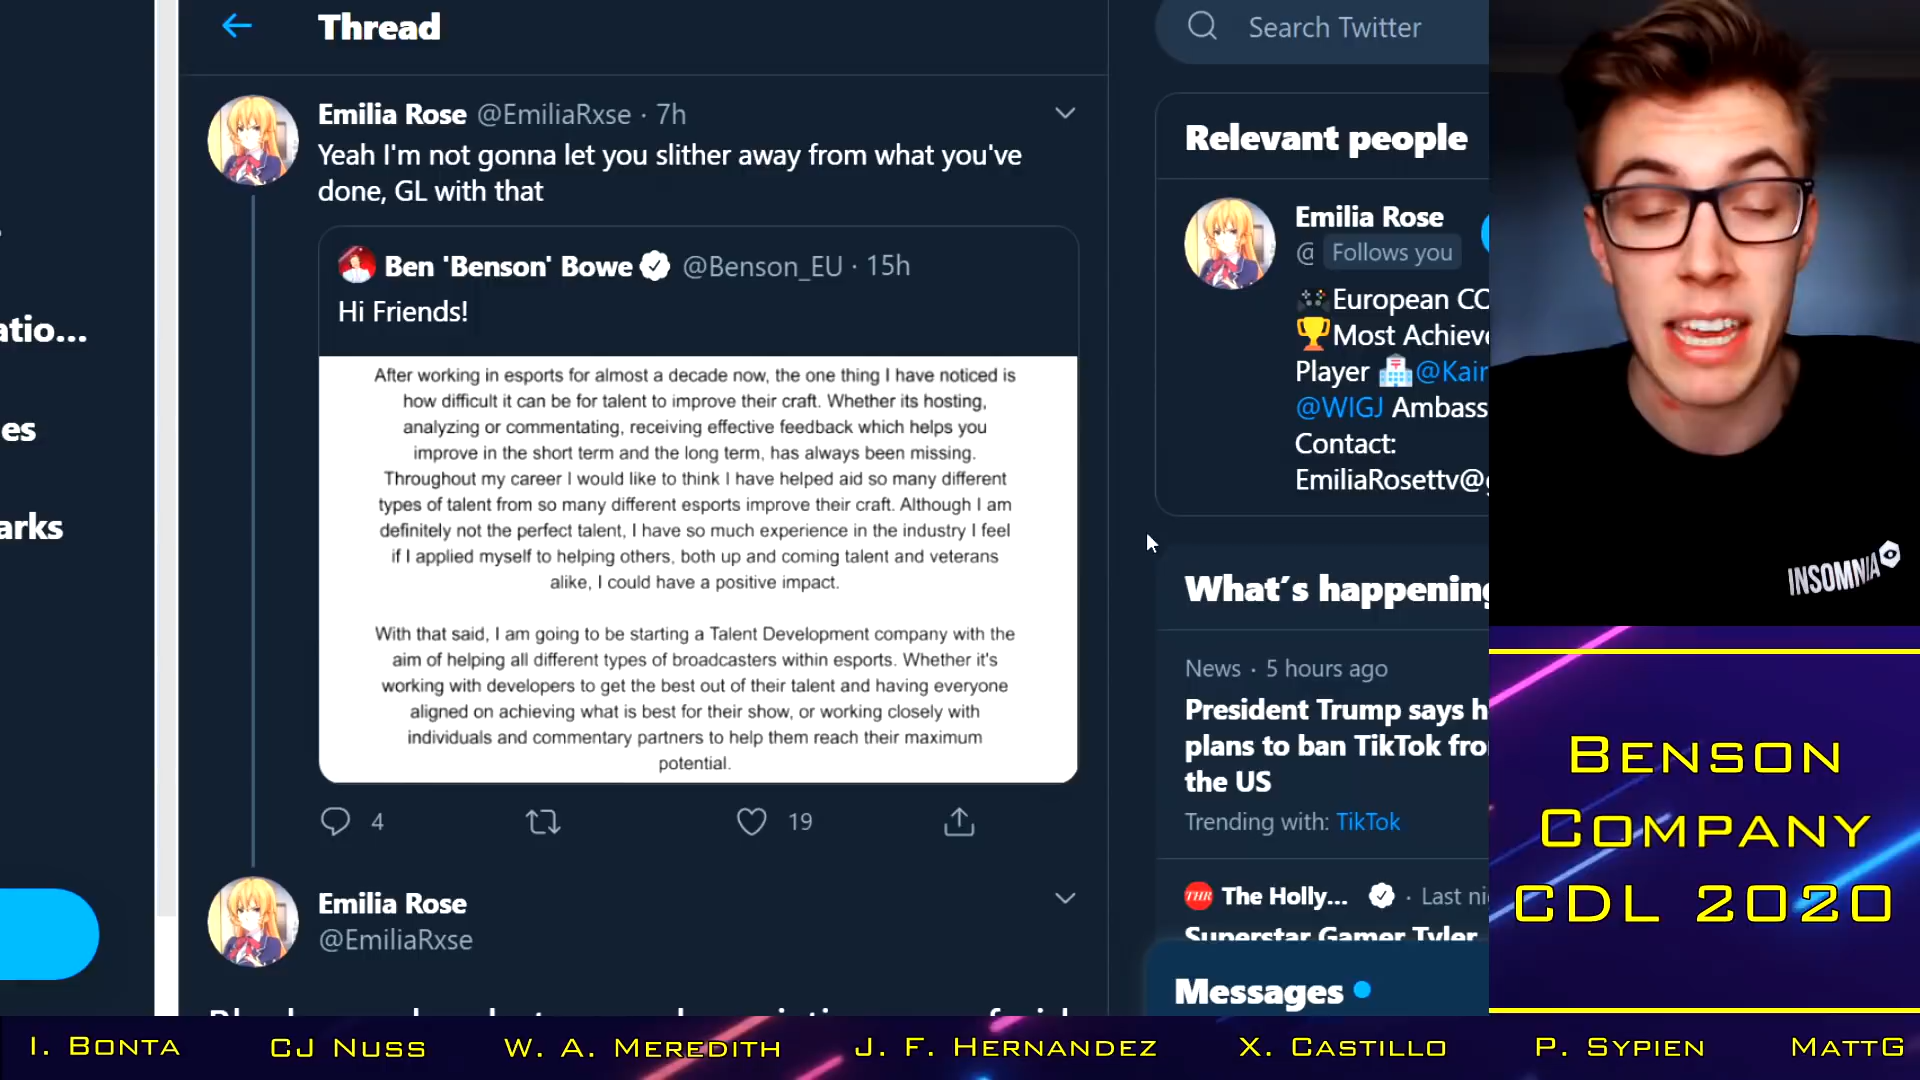 Thread
Search Twitter
Emilia Rose @EmiliaRxse · 7h
Yeah I'm not gonna let you slither away from what you've
done, GL with that
Ben 'Benson' Bowe @Benson_EU · 15h
Hi Friends!
After working in esports for almost a decade now, the one thing I have noticed is
how difficult it can be for talent to improve their craft. Whether its hosting,
analyzing or commentating, receiving effective feedback which helps you
improve in the short term and the long term, has always been missing.
Throughout my career I would like to think I have helped aid so many different
types of talent from so many different esports improve their craft. Although I am
definitely not the perfect talent, I have so much experience in the industry I feel
if I applied myself to helping others, both up and coming talent and veterans
alike, I could have a positive impact.
With that said, I am going to be starting a Talent Development company with the
aim of helping all different types of broadcasters within esports. Whether it's
working with developers to get the best out of their talent and having everyone
aligned on achieving what is best for their show, or working closely with
individuals and commentary partners to help them reach their maximum
potential.
4
19
Emilia Rose
@EmiliaRxse
atio...
es
arks
Relevant people
Emilia Rose
@ Follows you
European CO
Most Achieve
Player @Kair
@WIGJ Ambass
Contact:
EmiliaRosettv@g
What's happening
News · 5 hours ago
President Trump says h
plans to ban TikTok fro
the US
Trending with: TikTok
THR The Holly... · Last ni
Superstar Gamer Tyler
Messages
INSOMNIA
BENSON
COMPANY
CDL 2020
I. BONTA CJ NUSS W. A. MEREDITH J. F. HERNANDEZ X. CASTILLO P. SYPIEN MATTG